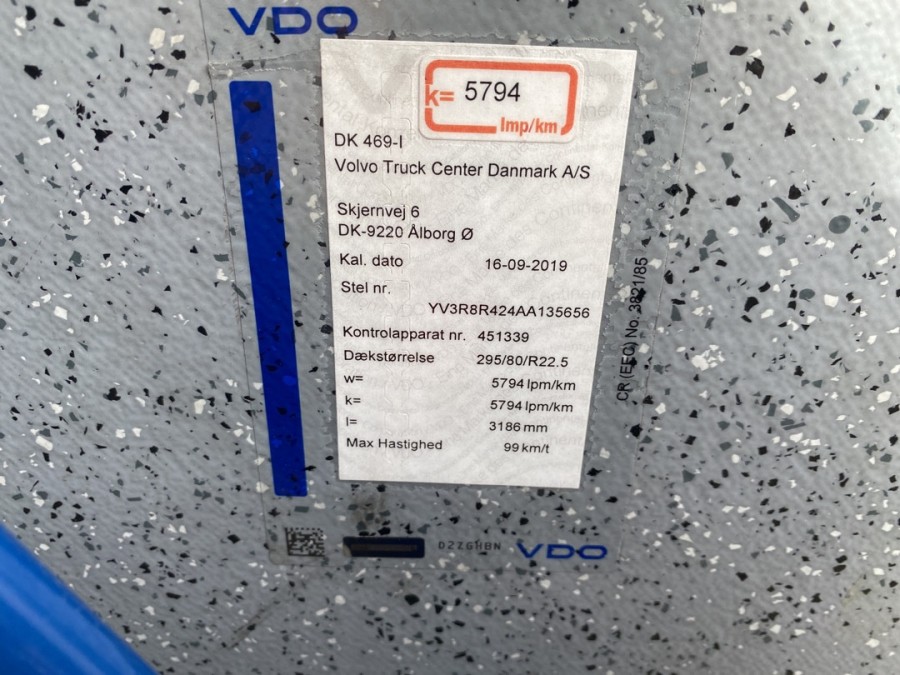 VDO
k= 5794
Imp/km
DK 469-I
Volvo Truck Center Danmark A/S
Skjernvej 6
DK-9220 Ålborg Ø
Kal. dato 16-09-2019
Stel nr.
YV3R8R424AA135656
Kontrolapparat nr. 451339
Dækstørrelse 295/80/R22.5
w= 5794 Ipm/km
k= 5794 Ipm/km
l= 3186 mm
Max Hastighed 99 km/t
CR (EEC) No. 3821/85
VDO